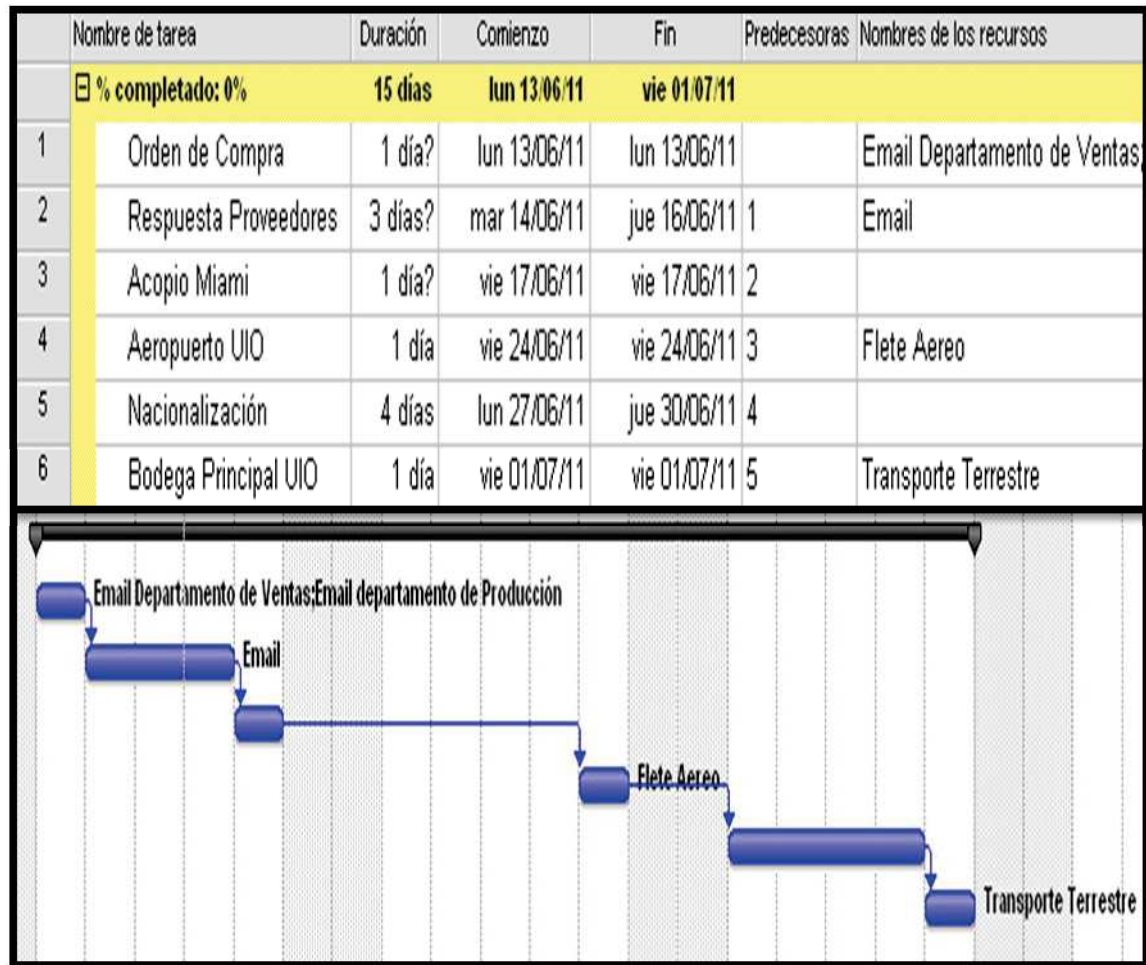 Nombre de tarea Duración Comienzo Fin Predecesoras Nombres de los recursos
% completado: 0% 15 días lun 13/06/11 vie 01/07/11
1 Orden de Compra 1 día? lun 13/06/11 lun 13/06/11 Email Departamento de Ventas;
2 Respuesta Proveedores 3 días? mar 14/06/11 jue 16/06/11 1 Email
3 Acopio Miami 1 día? vie 17/06/11 vie 17/06/11 2
4 Aeropuerto UIO 1 día vie 24/06/11 vie 24/06/11 3 Flete Aereo
5 Nacionalización 4 días lun 27/06/11 jue 30/06/11 4
6 Bodega Principal UIO 1 día vie 01/07/11 vie 01/07/11 5 Transporte Terrestre
Email Departamento de Ventas;Email departamento de Producción
Email
Flete Aereo
Transporte Terrestre